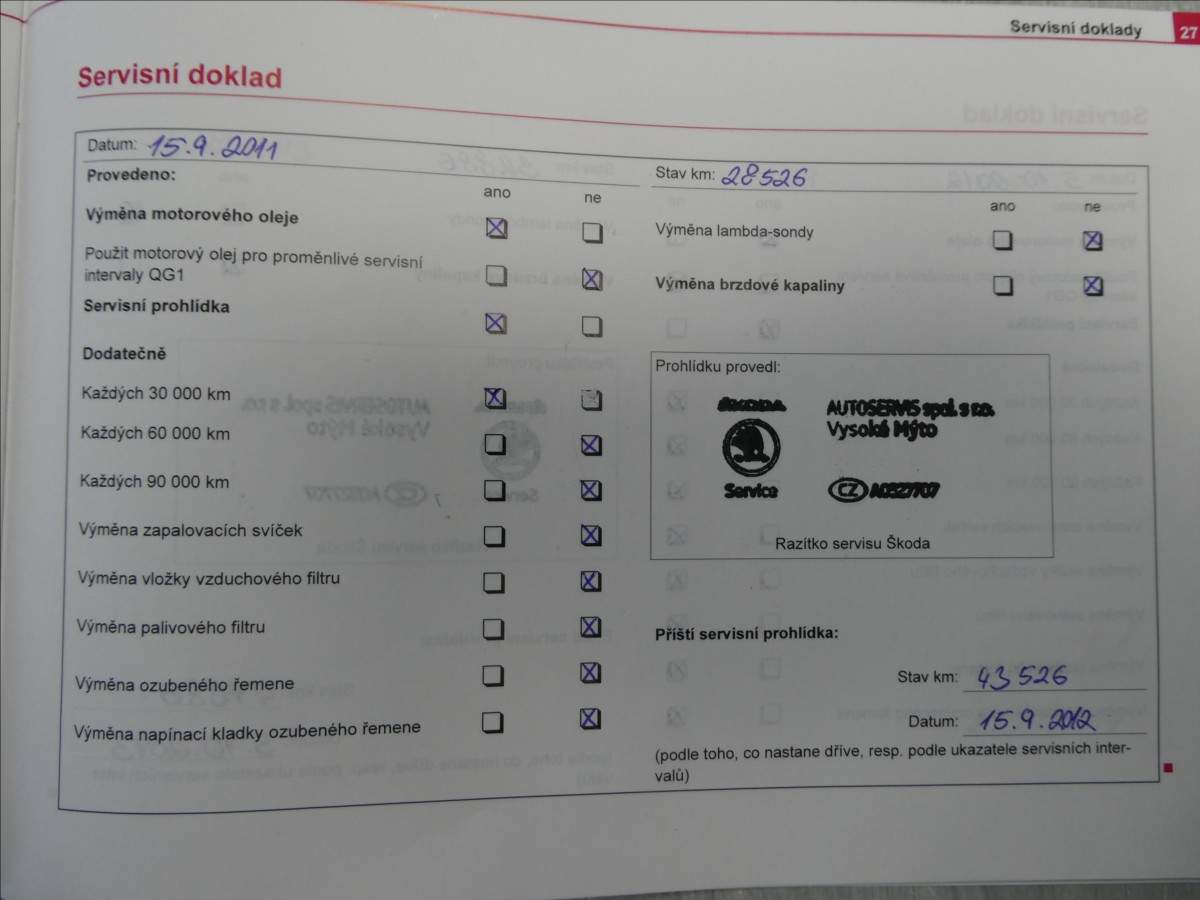 Servisní doklady 27
Servisní doklad
Datum: 15.9.2011
Provedeno:
ano ne
Výměna motorového oleje
Použit motorový olej pro proměnlivé servisní
intervaly QG1
Servisní prohlídka
Dodatečně
Každých 30 000 km
Každých 60 000 km
Každých 90 000 km
Výměna zapalovacích svíček
Výměna vložky vzduchového filtru
Výměna palivového filtru
Výměna ozubeného řemene
Výměna napínací kladky ozubeného řemene
Stav km: 28526
ano ne
Výměna lambda-sondy
Výměna brzdové kapaliny
Prohlídku provedl:
ŠKODA AUTOSERVIS spol. s r.o.
Vysoké Mýto
Service CZ A0527707
Razítko servisu Škoda
Příští servisní prohlídka:
Stav km: 43 526
Datum: 15.9.2012
(podle toho, co nastane dříve, resp. podle ukazatele servisních inter-
valů)